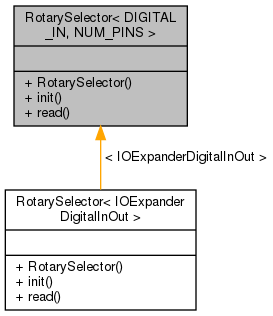 RotarySelector< DIGITAL
_IN, NUM_PINS >
+ RotarySelector()
+ init()
+ read()
< IOExpanderDigitalInOut >
RotarySelector< IOExpander
DigitalInOut >
+ RotarySelector()
+ init()
+ read()